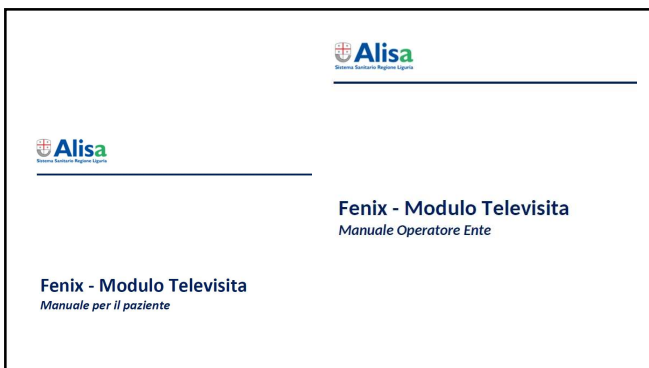 Alisa
Sistema Sanitario Regione Liguria
Fenix - Modulo Televisita
Manuale per il paziente
Alisa
Sistema Sanitario Regione Liguria
Fenix - Modulo Televisita
Manuale Operatore Ente